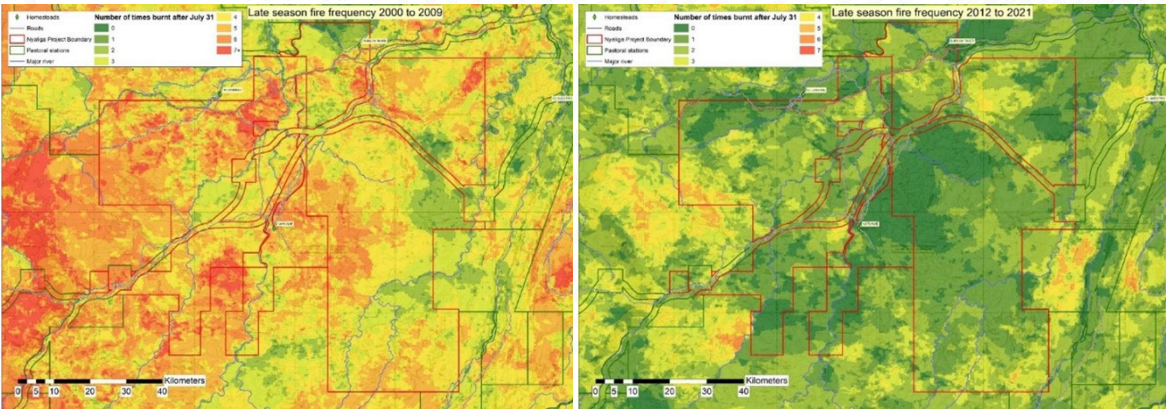 Late season fire frequency 2000 to 2009
Homesteads
Roads
Nyaliga Project Boundary
Pastoral stations
Major river
Number of times burnt after July 31
0
1
2
3
4
5
6
7+
Kilometers
0 5 10 20 30 40
Late season fire frequency 2012 to 2021
Homesteads
Roads
Nyaliga Project Boundary
Pastoral stations
Major river
Number of times burnt after July 31
0
1
2
3
4
5
6
7
Kilometers
0 5 10 20 30 40